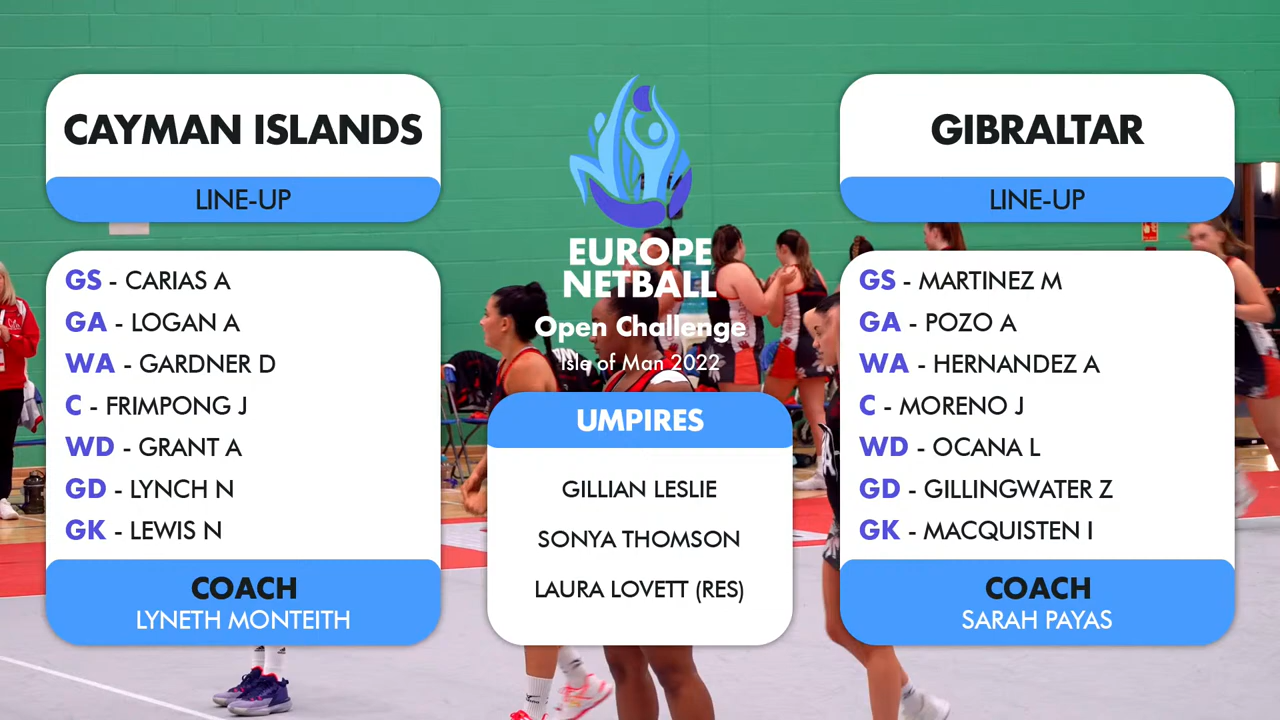 CAYMAN ISLANDS
LINE-UP
GS - CARIAS A
GA - LOGAN A
WA - GARDNER D
C - FRIMPONG J
WD - GRANT A
GD - LYNCH N
GK - LEWIS N
COACH
LYNETH MONTEITH
EUROPE
NETBALL
Open Challenge
Isle of Man 2022
UMPIRES
GILLIAN LESLIE
SONYA THOMSON
LAURA LOVETT (RES)
GIBRALTAR
LINE-UP
GS - MARTINEZ M
GA - POZO A
WA - HERNANDEZ A
C - MORENO J
WD - OCANA L
GD - GILLINGWATER Z
GK - MACQUISTEN I
COACH
SARAH PAYAS